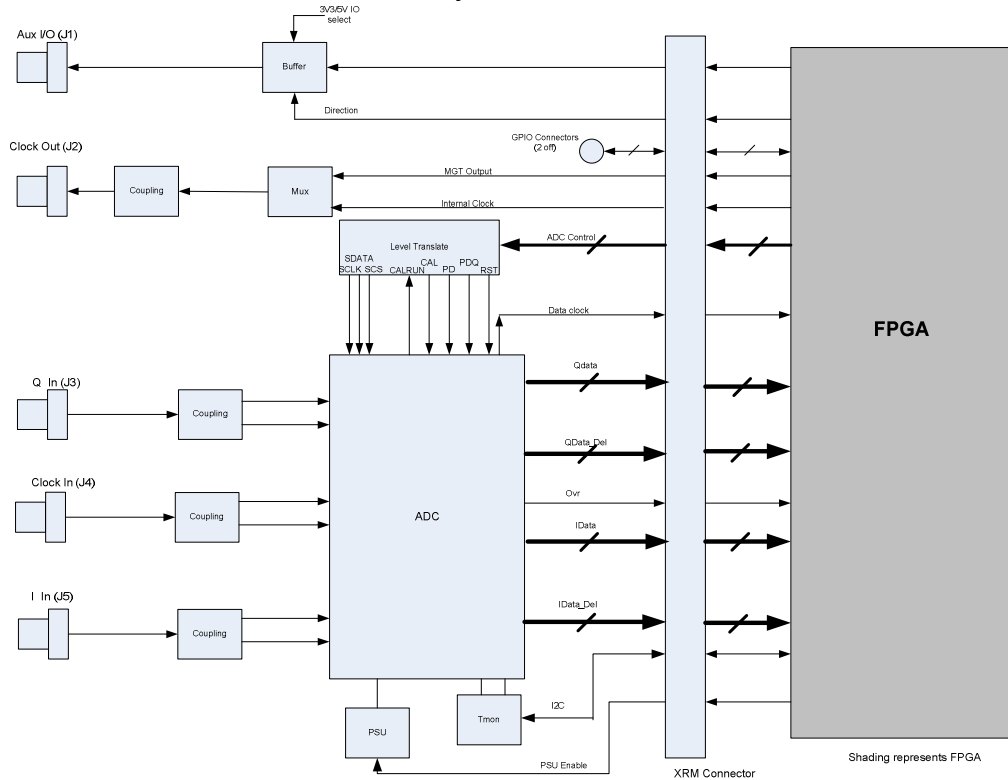 3V3/5V IO
select
Aux I/O (J1)
Buffer
Direction
GPIO Connectors
(2 off)
Clock Out (J2)
Coupling
Mux
MGT Output
Internal Clock
Level Translate
ADC Control
SDATA
SCLK SCS CALRUN CAL PD PDQ RST
Data clock
FPGA
Q In (J3)
Coupling
Qdata
QData_Del
Clock In (J4)
Coupling
ADC
Ovr
IData
I In (J5)
Coupling
IData_Del
PSU
Tmon
I2C
PSU Enable
XRM Connector
Shading represents FPGA